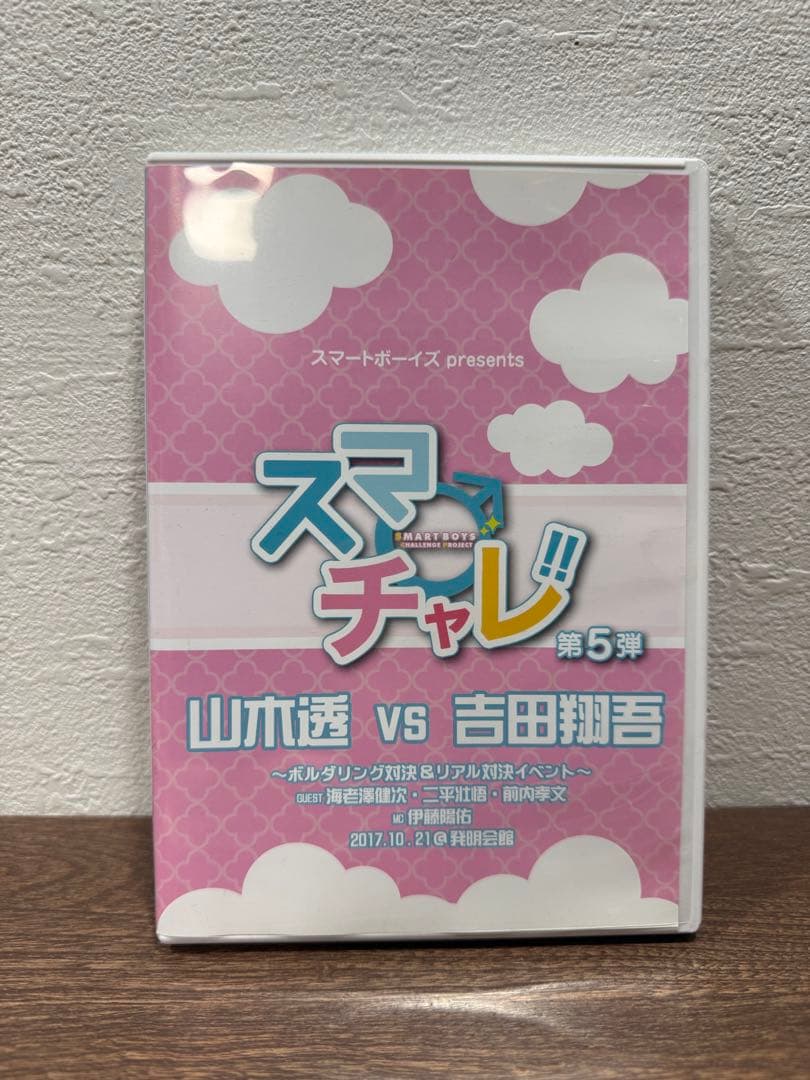 スマートボーイズ presents
スマ
SMART BOYS
CHALLENGE PROJECT
チャレ!!
第5弾
山木透 VS 吉田翔吾
～ボルダリング対決＆リアル対決イベント～
GUEST 海老澤健次・二平壮悟・前内孝文
MC 伊藤陽佑
2017.10.21@発明会館